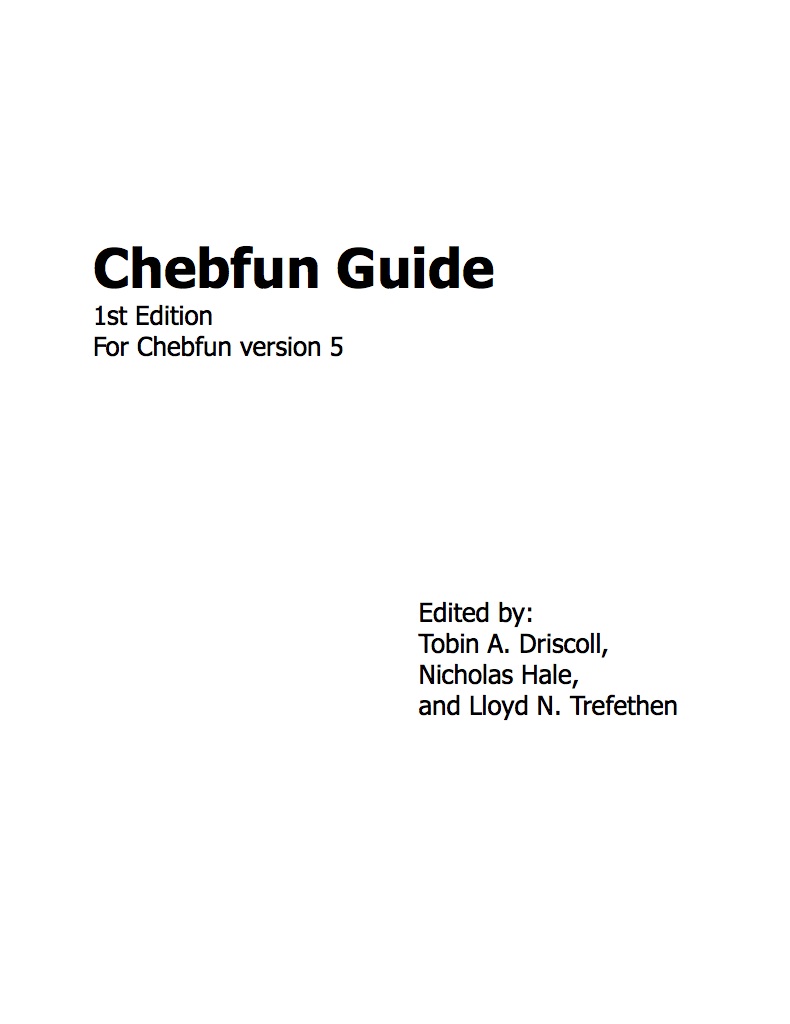 Chebfun Guide
1st Edition
For Chebfun version 5
Edited by:
Tobin A. Driscoll,
Nicholas Hale,
and Lloyd N. Trefethen